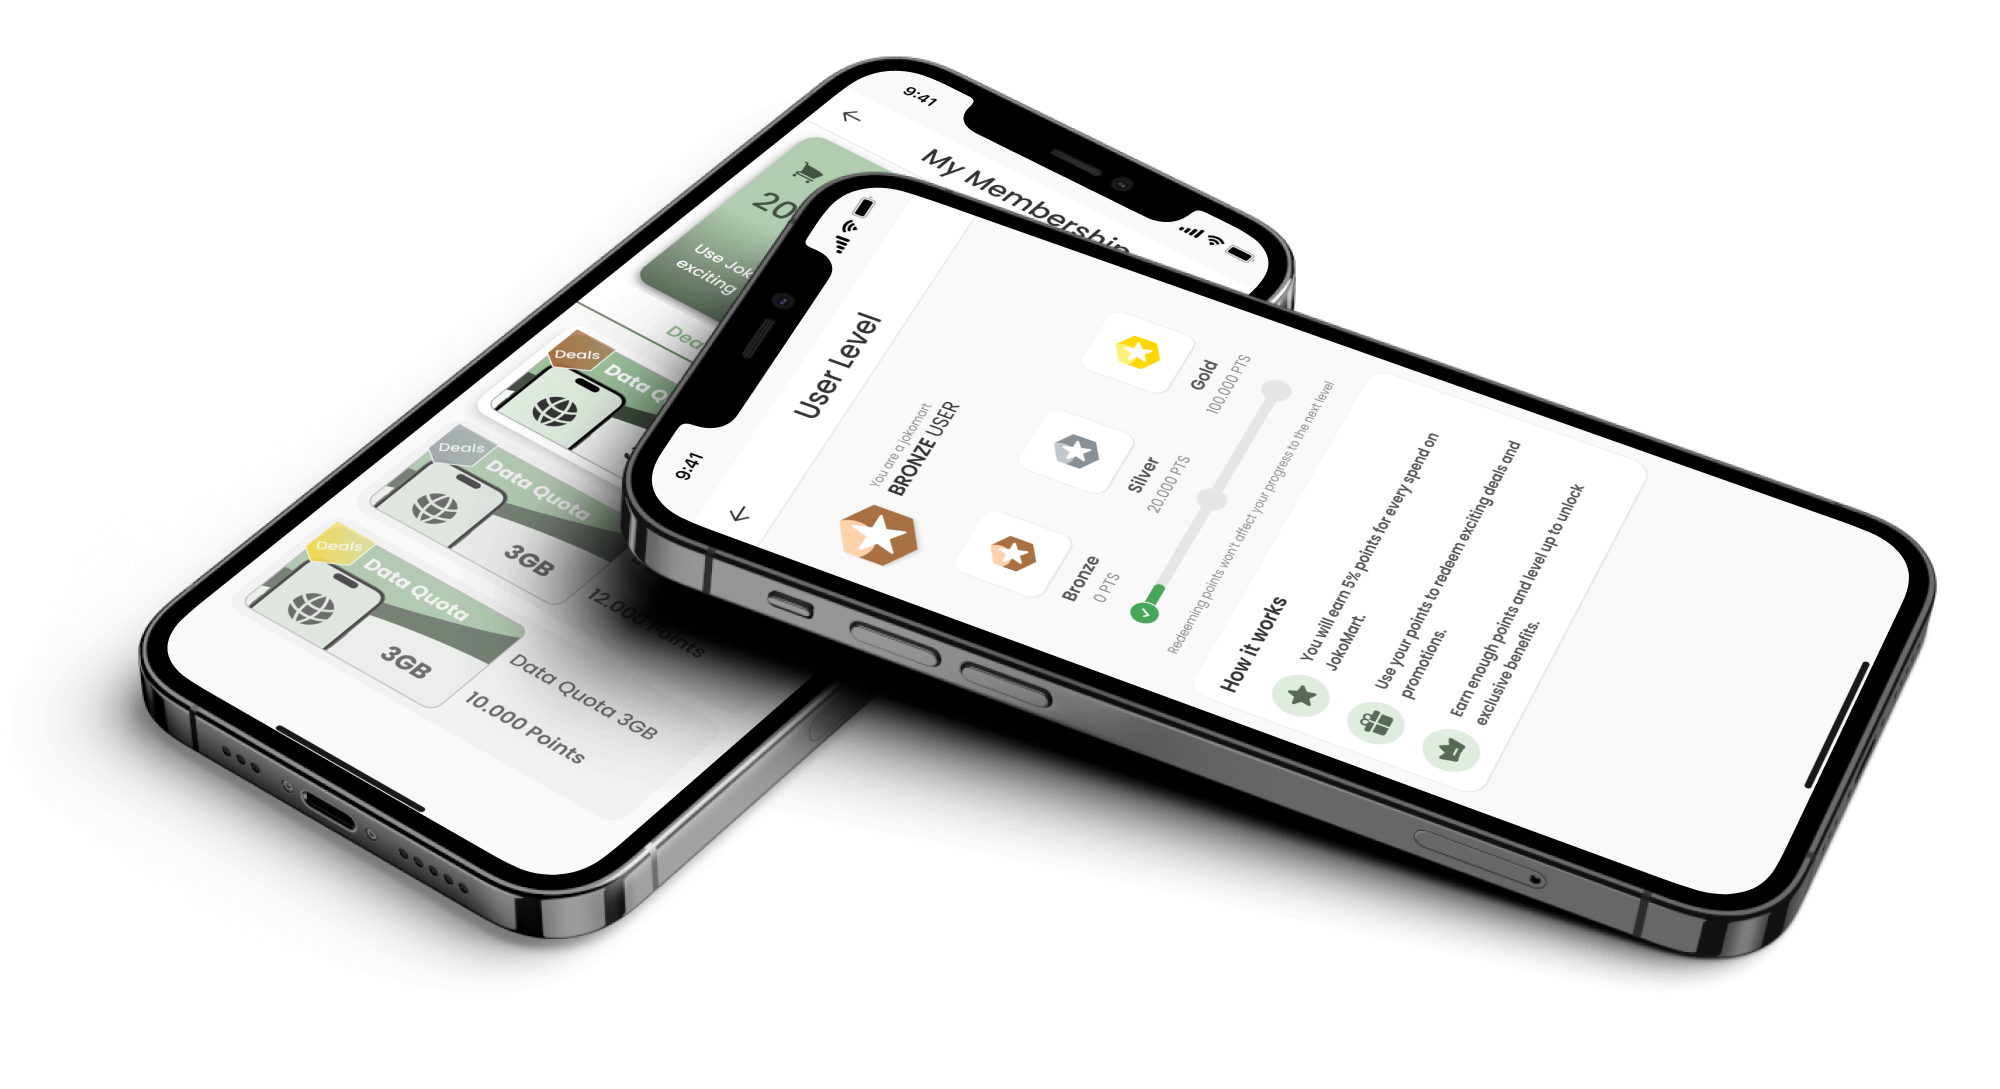 9:41
My Membership
20
Use Jok
exciting
Dea
Deals
Data Q
Deals
Data Quota
3GB
12.000 Points
Deals
Data Quota
3GB
Data Quota 3GB
10.000 Points
9:41
User Level
You are a jokomart
BRONZE USER
Bronze
0 PTS
Silver
20.000 PTS
Gold
100.000 PTS
Redeeming points won't affect your progress to the next level
How it works
You will earn 5% points for every spend on
JokoMart.
Use your points to redeem exciting deals and
promotions.
Earn enough points and level up to unlock
exclusive benefits.